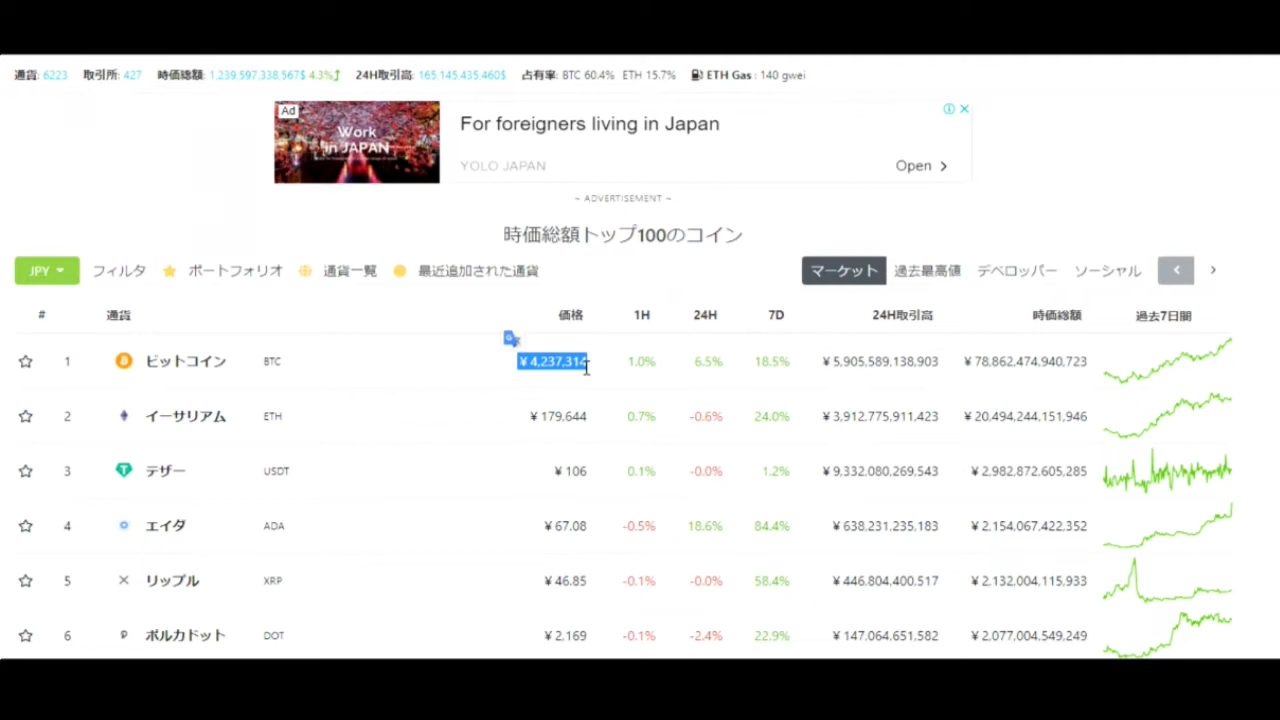 通貨: 6223 取引所: 427 時価総額: 1,239,597,338,567$ 4.3% 24H取引高: 165,145,435,460$ 占有率: BTC 60.4% ETH 15.7% ETH Gas : 140 gwei
Ad
Work
in JAPAN
For foreigners living in Japan
YOLO JAPAN
Open
~ ADVERTISEMENT ~
時価総額トップ100のコイン
JPY フィルタ ポートフォリオ 通貨一覧 最近追加された通貨 マーケット 過去最高値 デベロッパー ソーシャル
# 通貨 価格 1H 24H 7D 24H取引高 時価総額 過去7日間
1 ビットコイン BTC ¥4,237,314 1.0% 6.5% 18.5% ¥5,905,589,138,903 ¥78,862,474,940,723
2 イーサリアム ETH ¥179,644 0.7% -0.6% 24.0% ¥3,912,775,911,423 ¥20,494,244,151,946
3 テザー USDT ¥106 0.1% -0.0% 1.2% ¥9,332,080,269,543 ¥2,982,872,605,285
4 エイダ ADA ¥67.08 -0.5% 18.6% 84.4% ¥638,231,235,183 ¥2,154,067,422,352
5 リップル XRP ¥46.85 -0.1% -0.0% 58.4% ¥446,804,400,517 ¥2,132,004,115,933
6 ポルカドット DOT ¥2,169 -0.1% -2.4% 22.9% ¥147,064,651,582 ¥2,077,004,549,249